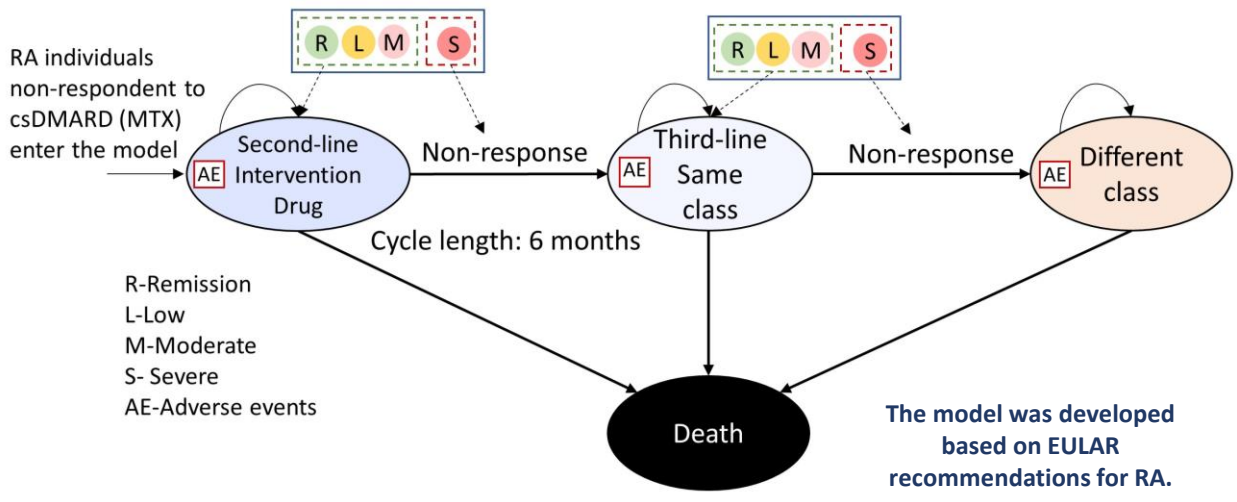 R L M S
R L M S
RA individuals
non-respondent to
csDMARD (MTX)
enter the model
AE
Second-line
Intervention
Drug
Non-response
AE
Third-line
Same
class
Non-response
AE
Different
class
Cycle length: 6 months
R-Remission
L-Low
M-Moderate
S- Severe
AE-Adverse events
Death
The model was developed
based on EULAR
recommendations for RA.